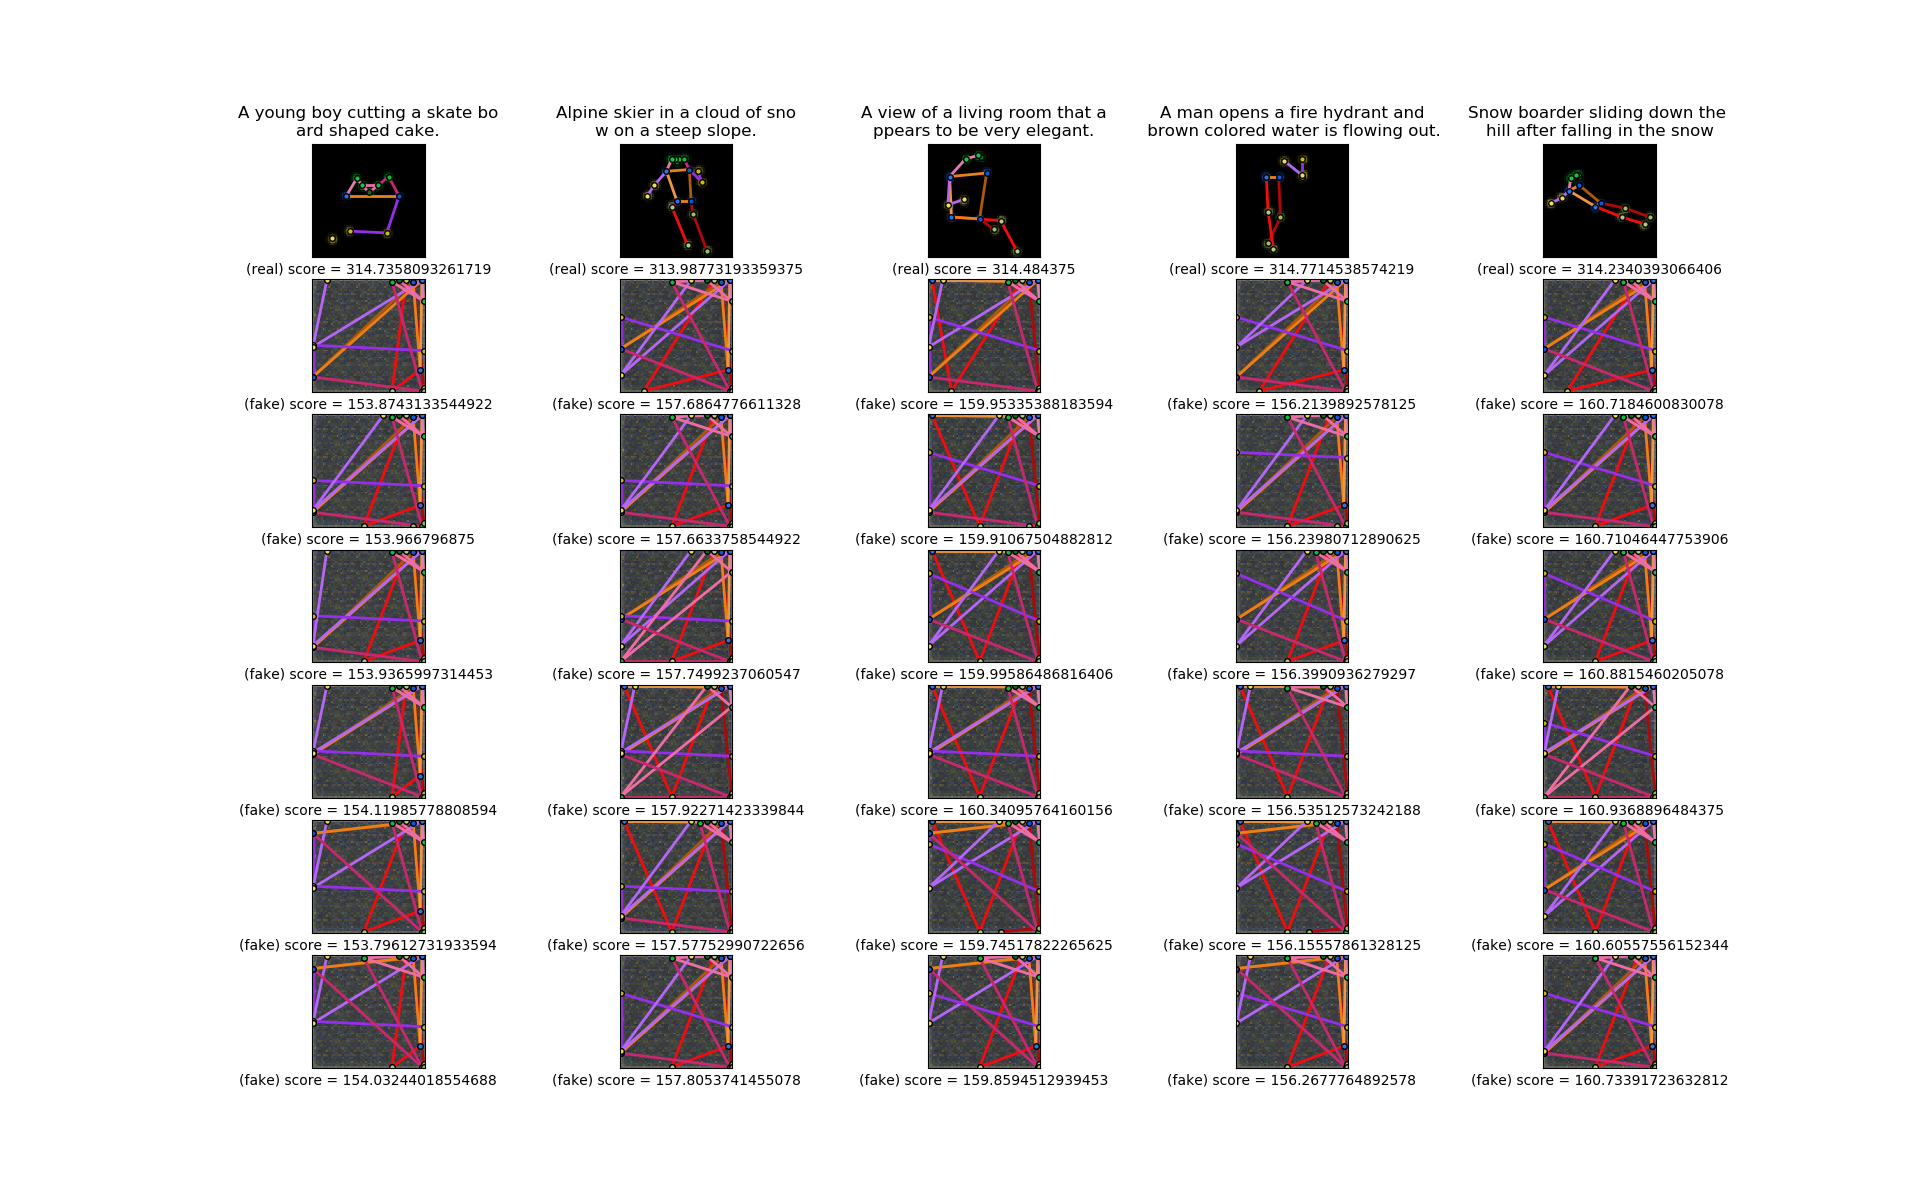 A young boy cutting a skate bo
ard shaped cake.
Alpine skier in a cloud of sno
w on a steep slope.
A view of a living room that a
ppears to be very elegant.
A man opens a fire hydrant and
brown colored water is flowing out.
Snow boarder sliding down the
hill after falling in the snow
(real) score = 314.7358093261719
(real) score = 313.98773193359375
(real) score = 314.484375
(real) score = 314.7714538574219
(real) score = 314.2340393066406
(fake) score = 153.8743133544922
(fake) score = 157.6864776611328
(fake) score = 159.95335388183594
(fake) score = 156.2139892578125
(fake) score = 160.7184600830078
(fake) score = 153.966796875
(fake) score = 157.6633758544922
(fake) score = 159.91067504882812
(fake) score = 156.23980712890625
(fake) score = 160.71046447753906
(fake) score = 153.9365997314453
(fake) score = 157.7499237060547
(fake) score = 159.99586486816406
(fake) score = 156.3990936279297
(fake) score = 160.8815460205078
(fake) score = 154.11985778808594
(fake) score = 157.92271423339844
(fake) score = 160.34095764160156
(fake) score = 156.53512573242188
(fake) score = 160.9368896484375
(fake) score = 153.79612731933594
(fake) score = 157.57752990722656
(fake) score = 159.74517822265625
(fake) score = 156.15557861328125
(fake) score = 160.60557556152344
(fake) score = 154.03244018554688
(fake) score = 157.8053741455078
(fake) score = 159.8594512939453
(fake) score = 156.2677764892578
(fake) score = 160.73391723632812